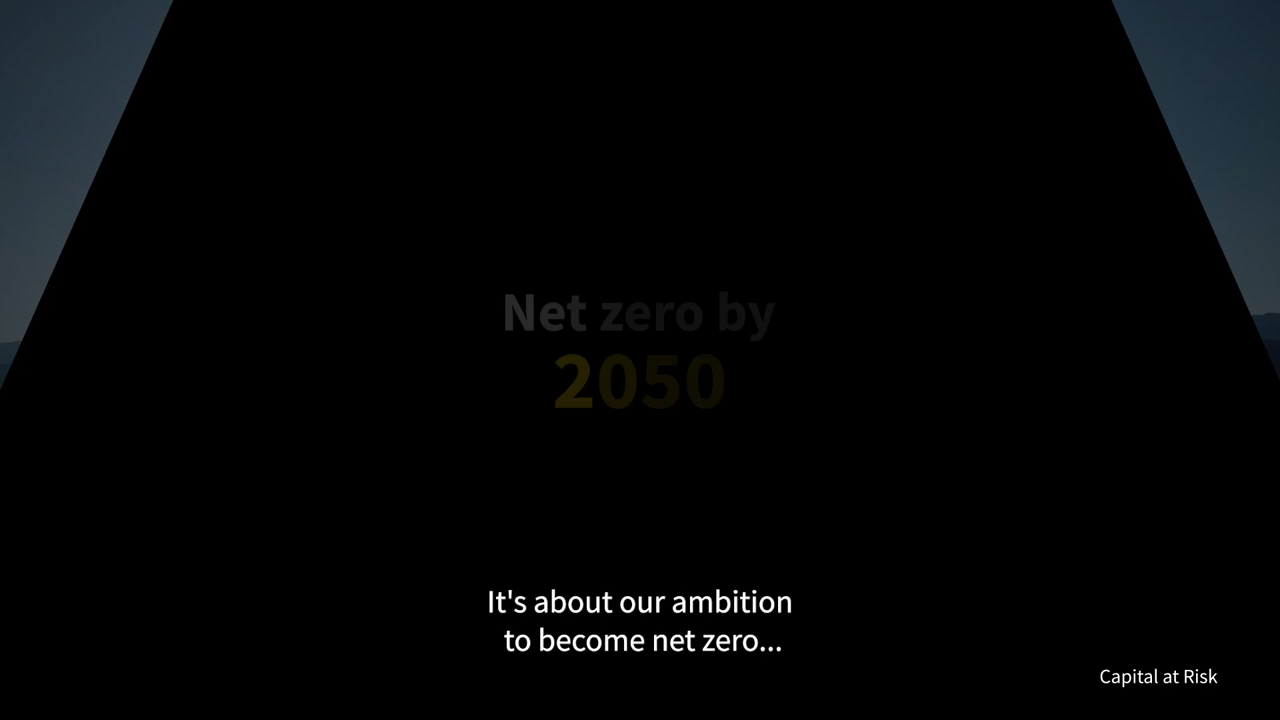 Net zero by
2050
It's about our ambition
to become net zero...
Capital at Risk